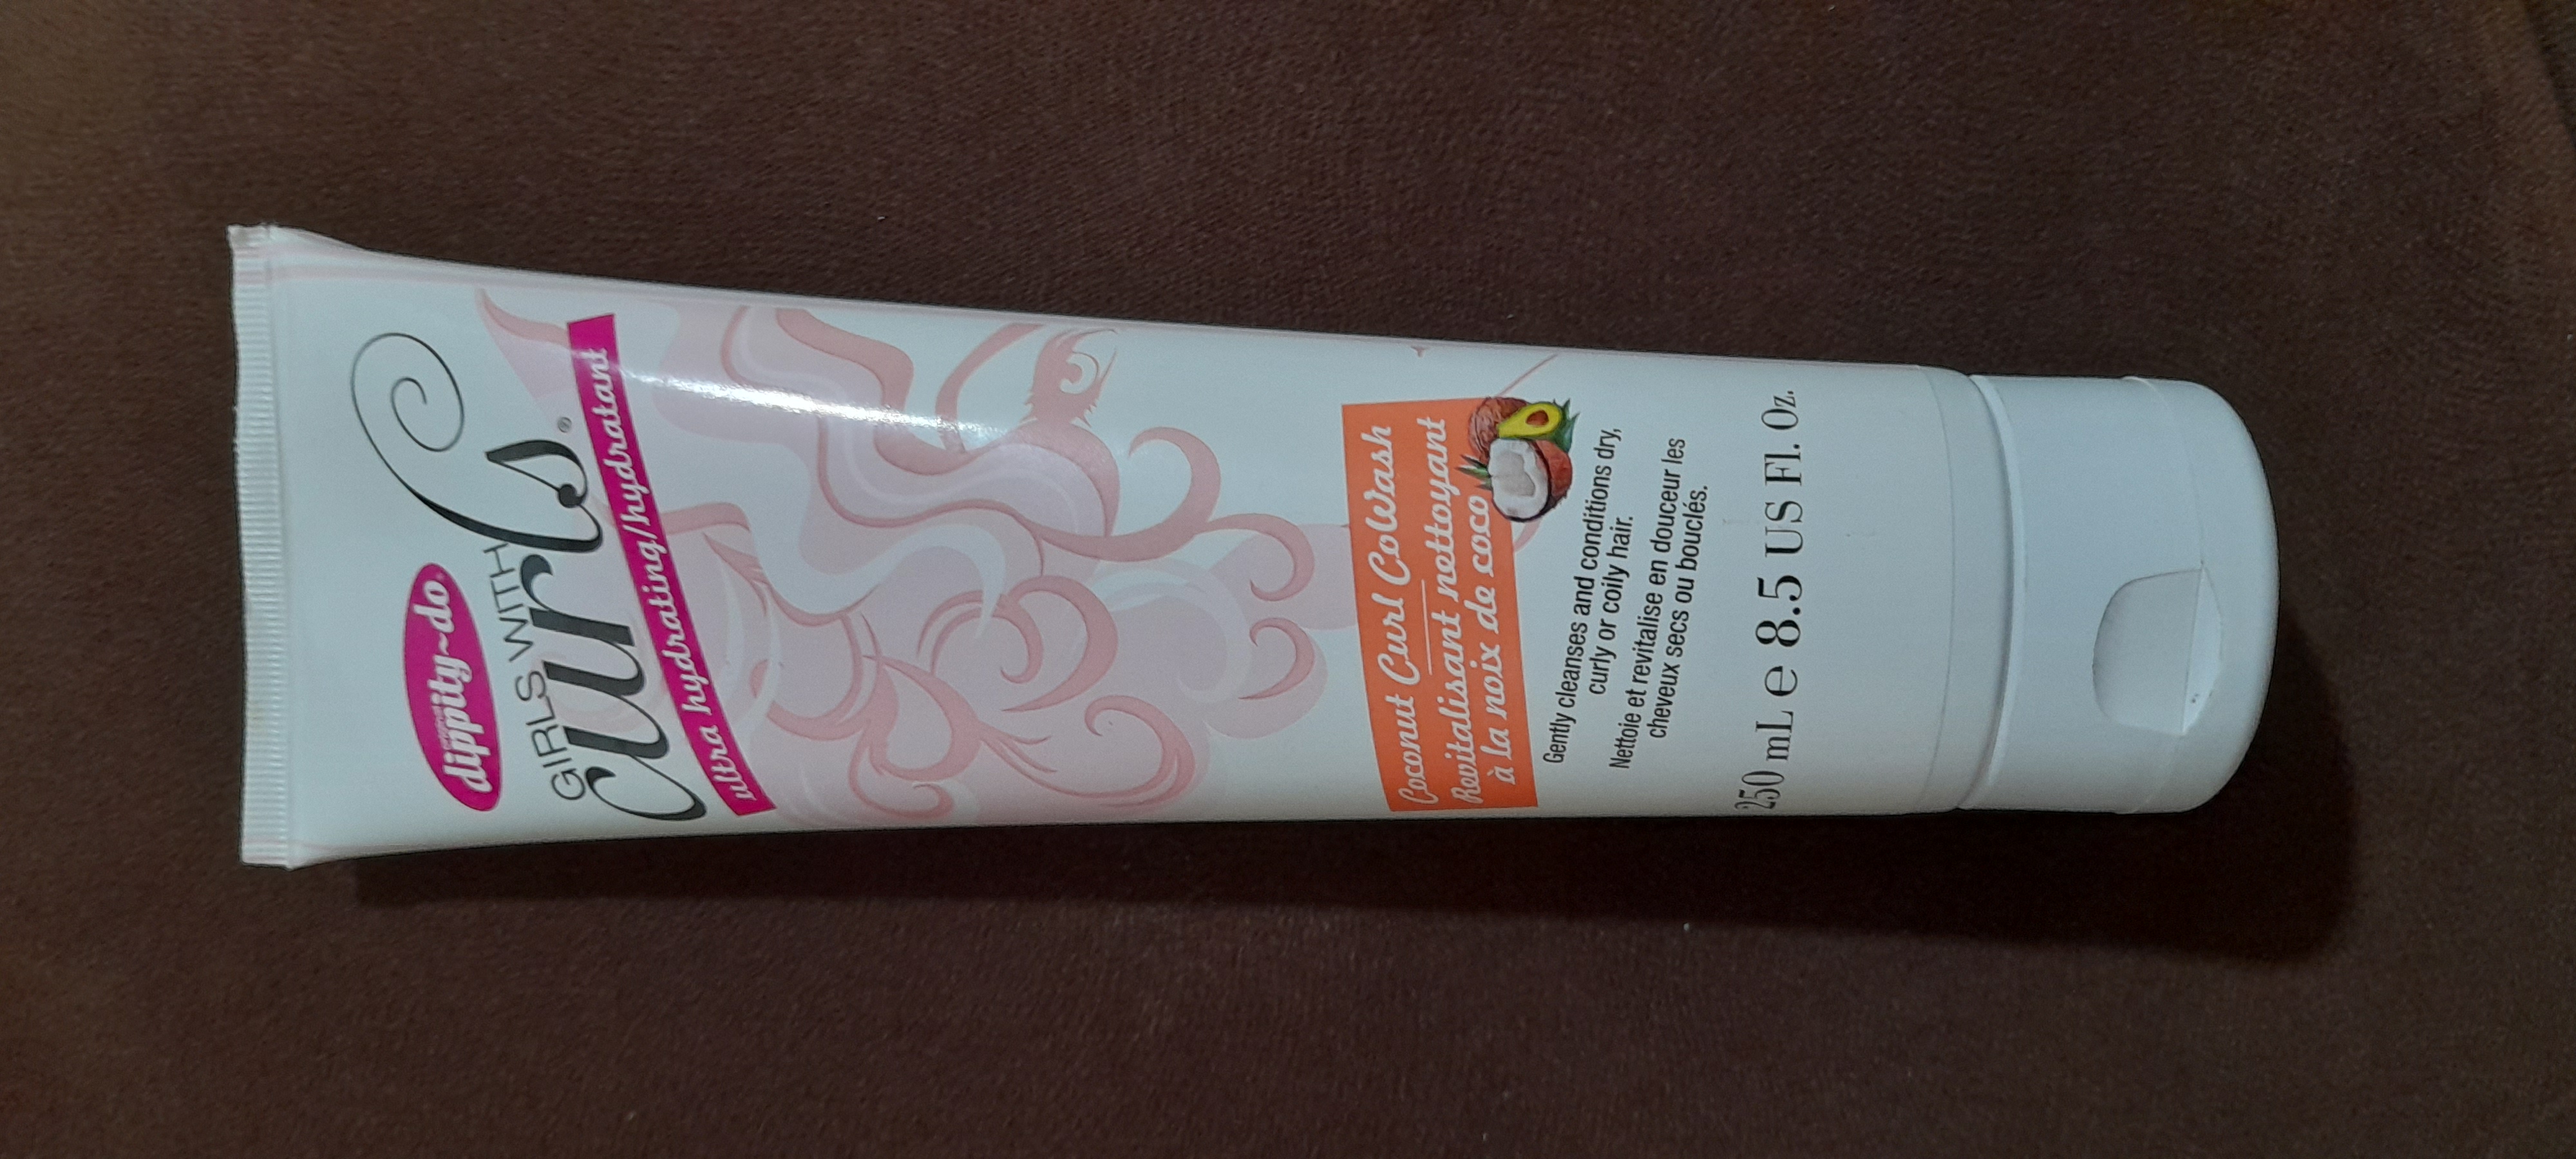 dippity~do®
GIRLS WITH
curls®
ultra hydrating/hydratant
Coconut Curl CoWash
Revitalisant nettoyant
à la noix de coco
Gently cleanses and conditions dry,
curly or coily hair.
Nettoie et revitalise en douceur les
cheveux secs ou bouclés.
250 mL e 8.5 US Fl. Oz.